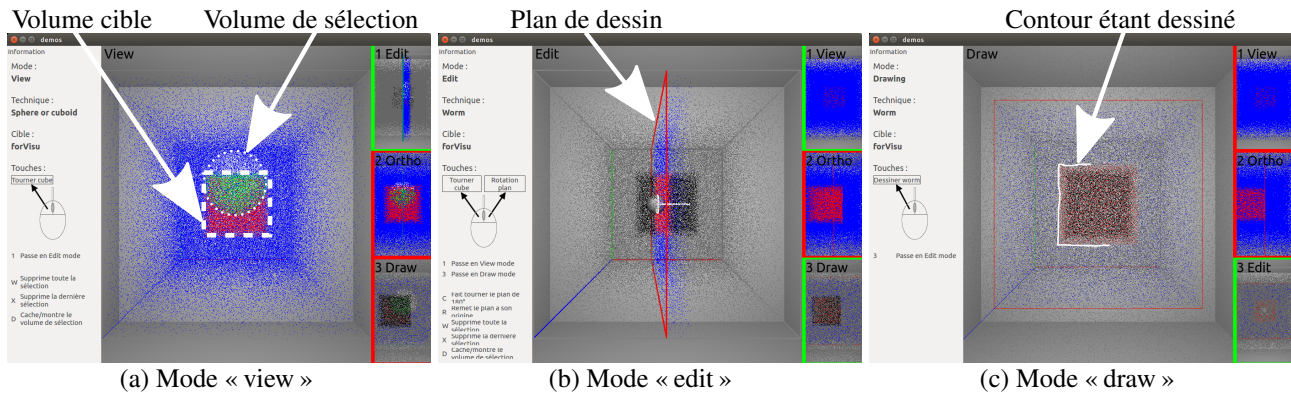 Volume cible
Volume de sélection
Plan de dessin
Contour étant dessiné
demos
Information
Mode :
View
Technique :
Sphere or cuboid
Cible :
forVisu
Touches :
Tourner cube
1 Passe en Edit mode
W Supprime toute la
sélection
X Supprime la dernière
sélection
D Cache/montre le
volume de sélection
View
1 Edit
2 Ortho
3 Draw
(a) Mode « view »
demos
Information
Mode :
Edit
Technique :
Worm
Cible :
forVisu
Touches :
Tourner
cube
Rotation
plan
1 Passe en View mode
3 Passe en Draw mode
C Fait tourner le plan de
180°
R Remet le plan à son
origine
W Supprime toute la
sélection
X Supprime la dernière
sélection
D Cache/montre le
volume de sélection
Edit
1 View
2 Ortho
3 Draw
(b) Mode « edit »
demos
Information
Mode :
Drawing
Technique :
Worm
Cible :
forVisu
Touches :
Dessiner worm
3 Passe en Edit mode
Draw
1 View
2 Ortho
3 Edit
(c) Mode « draw »